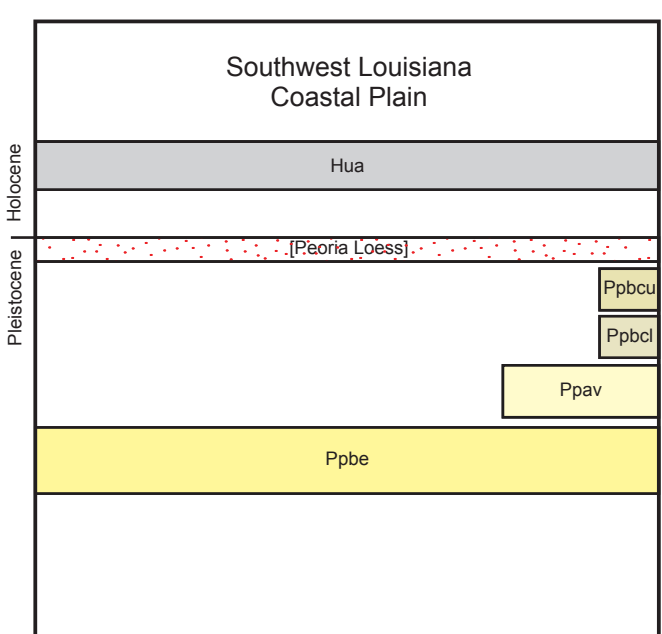 Southwest Louisiana
Coastal Plain
Holocene
Hua
[Peoria Loess]
Pleistocene
Ppbcu
Ppbcl
Ppav
Ppbe